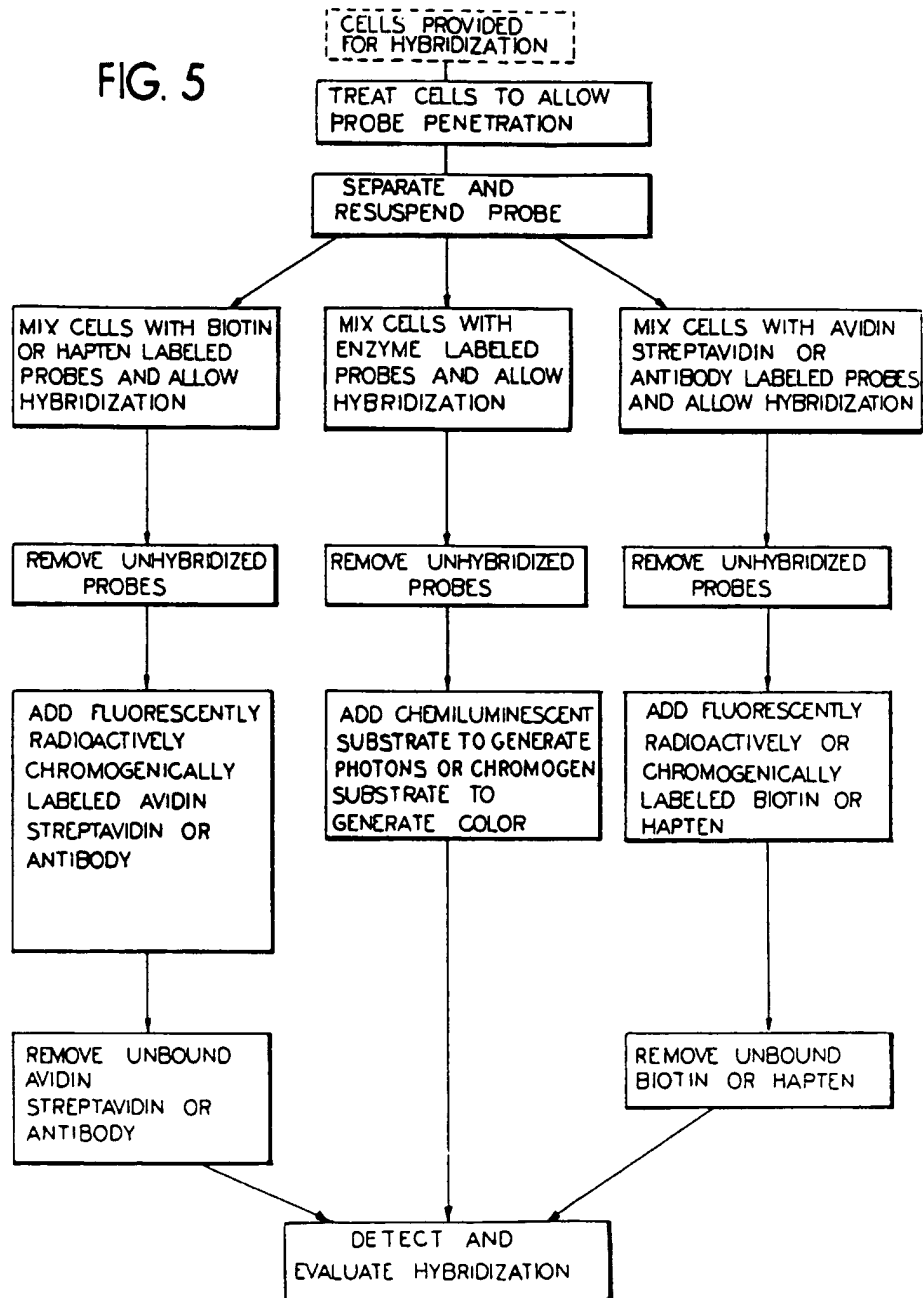 FIG. 5
CELLS PROVIDED
FOR HYBRIDIZATION
TREAT CELLS TO ALLOW
PROBE PENETRATION
SEPARATE AND
RESUSPEND PROBE
MIX CELLS WITH BIOTIN
OR HAPTEN LABELED
PROBES AND ALLOW
HYBRIDIZATION
MIX CELLS WITH
ENZYME LABELED
PROBES AND ALLOW
HYBRIDIZATION
MIX CELLS WITH AVIDIN
STREPTAVIDIN OR
ANTIBODY LABELED PROBES
AND ALLOW HYBRIDIZATION
REMOVE UNHYBRIDIZED
PROBES
REMOVE UNHYBRIDIZED
PROBES
REMOVE UNHYBRIDIZED
PROBES
ADD FLUORESCENTLY
RADIOACTIVELY
CHROMOGENICALLY
LABELED AVIDIN
STREPTAVIDIN OR
ANTIBODY
ADD CHEMILUMINESCENT
SUBSTRATE TO GENERATE
PHOTONS OR CHROMOGEN
SUBSTRATE TO
GENERATE COLOR
ADD FLUORESCENTLY
RADIOACTIVELY OR
CHROMOGENICALLY
LABELED BIOTIN OR
HAPTEN
REMOVE UNBOUND
AVIDIN
STREPTAVIDIN OR
ANTIBODY
REMOVE UNBOUND
BIOTIN OR HAPTEN
DETECT AND
EVALUATE HYBRIDIZATION